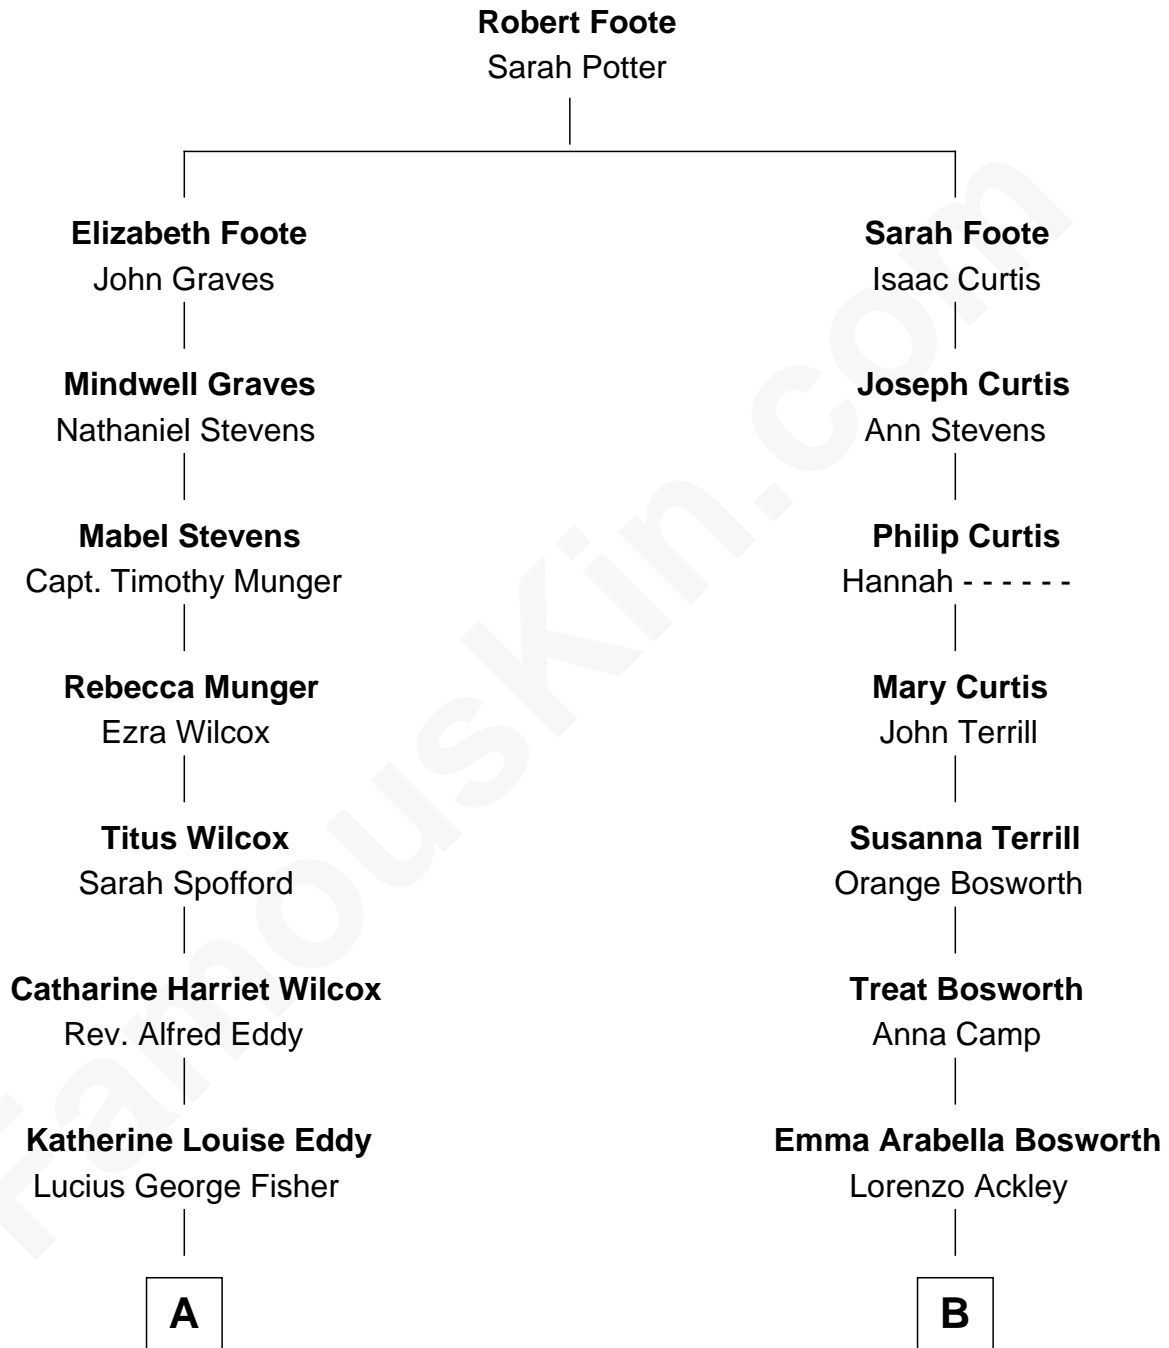 Robert Foote
Sarah Potter
Elizabeth Foote
John Graves
Sarah Foote
Isaac Curtis
Mindwell Graves
Nathaniel Stevens
Joseph Curtis
Ann Stevens
Mabel Stevens
Capt. Timothy Munger
Philip Curtis
Hannah - - - - - -
Rebecca Munger
Ezra Wilcox
Mary Curtis
John Terrill
Titus Wilcox
Sarah Spofford
Susanna Terrill
Orange Bosworth
Catharine Harriet Wilcox
Rev. Alfred Eddy
Treat Bosworth
Anna Camp
Katherine Louise Eddy
Lucius George Fisher
Emma Arabella Bosworth
Lorenzo Ackley
A
B
FamousKin.com